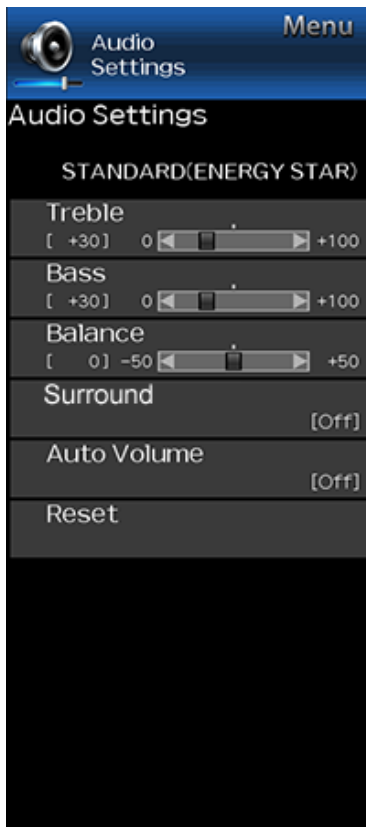 Menu
Audio
Settings
Audio Settings
STANDARD(ENERGY STAR)
Treble
[ +30] 0 +100
Bass
[ +30] 0 +100
Balance
[ 0] -50 +50
Surround
[Off]
Auto Volume
[Off]
Reset